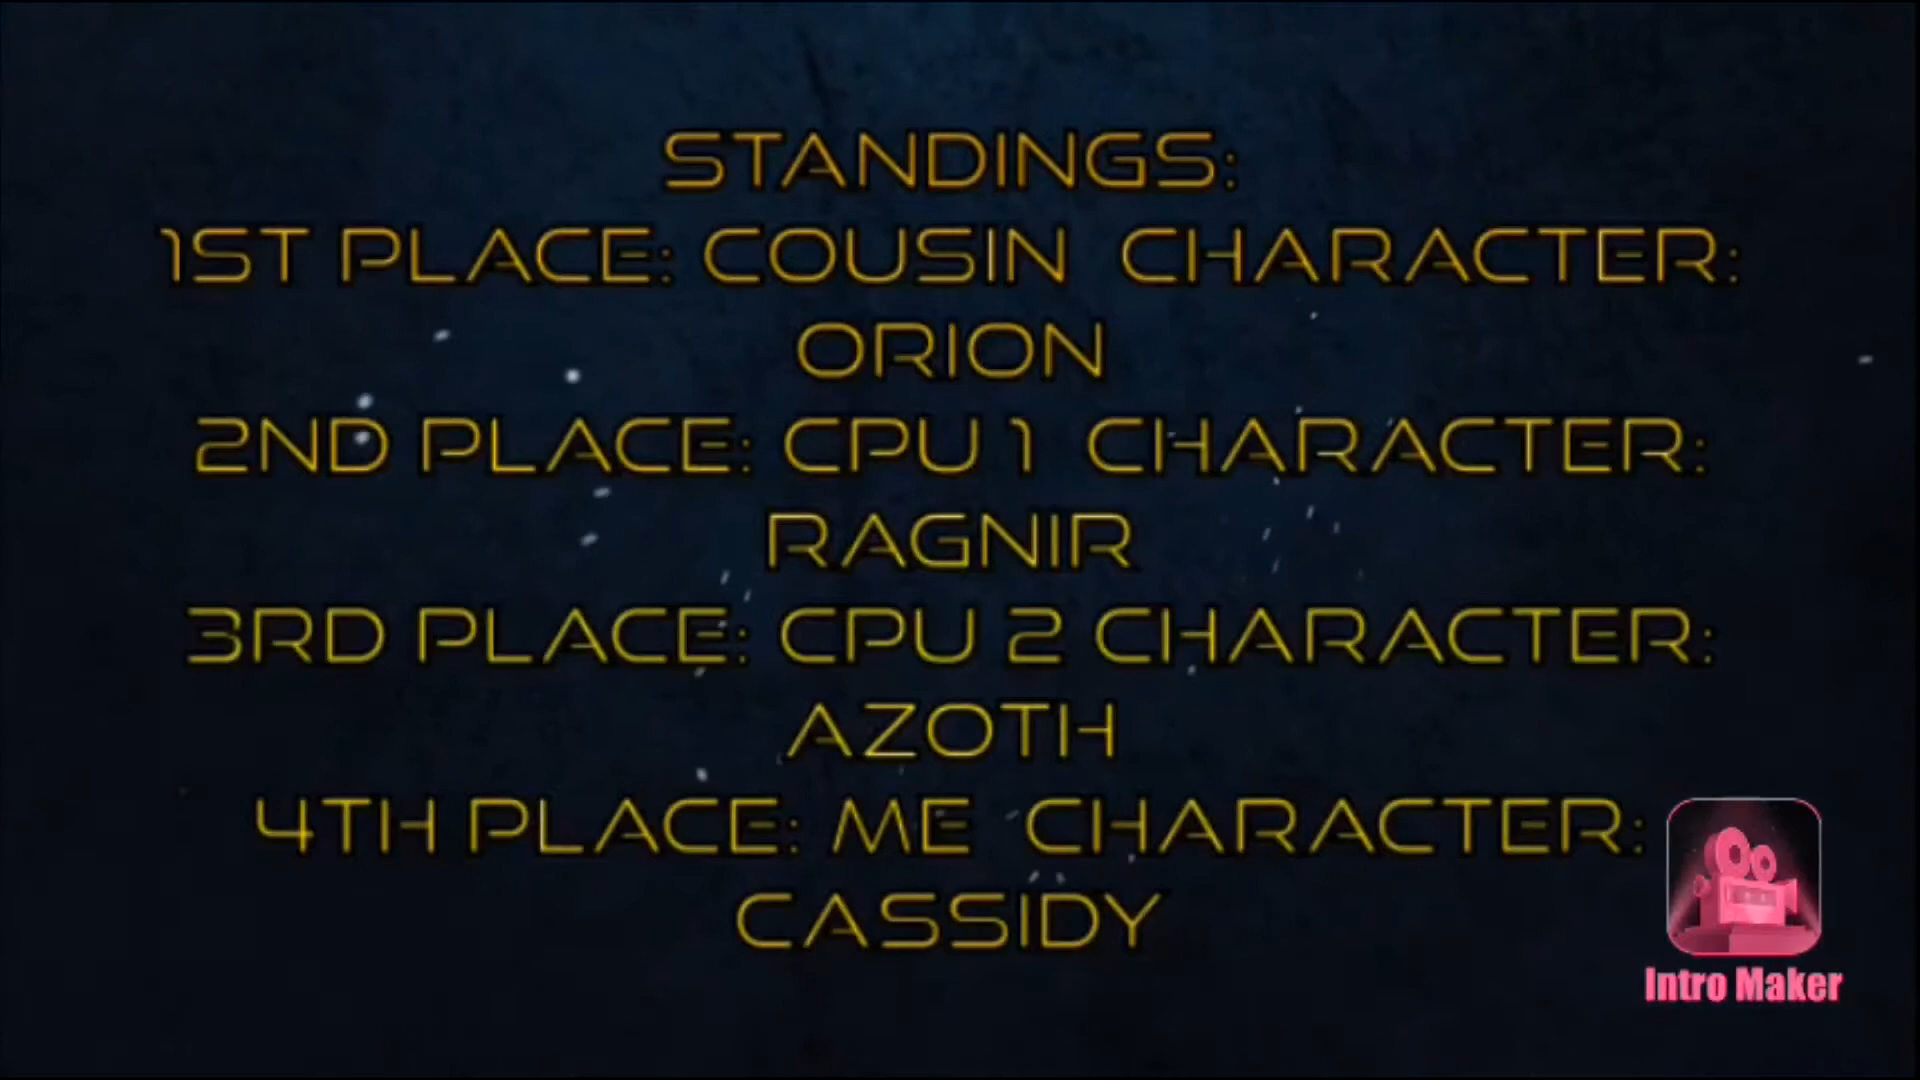 STANDINGS:
1ST PLACE: COUSIN CHARACTER:
ORION
2ND PLACE: CPU 1 CHARACTER:
RAGNIR
3RD PLACE: CPU 2 CHARACTER:
AZOTH
4TH PLACE: ME CHARACTER:
CASSIDY
Intro Maker